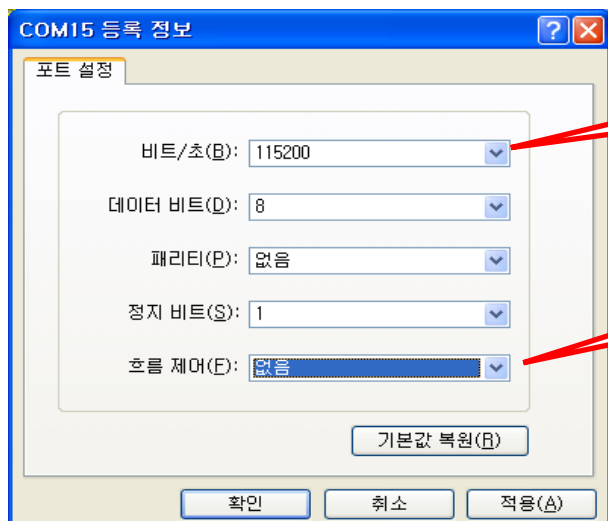 COM15 등록 정보
포트 설정
비트/초(B): 115200
데이터 비트(D): 8
패리티(P): 없음
정지 비트(S): 1
흐름 제어(F): 없음
기본값 복원(R)
확인 취소 적용(A)